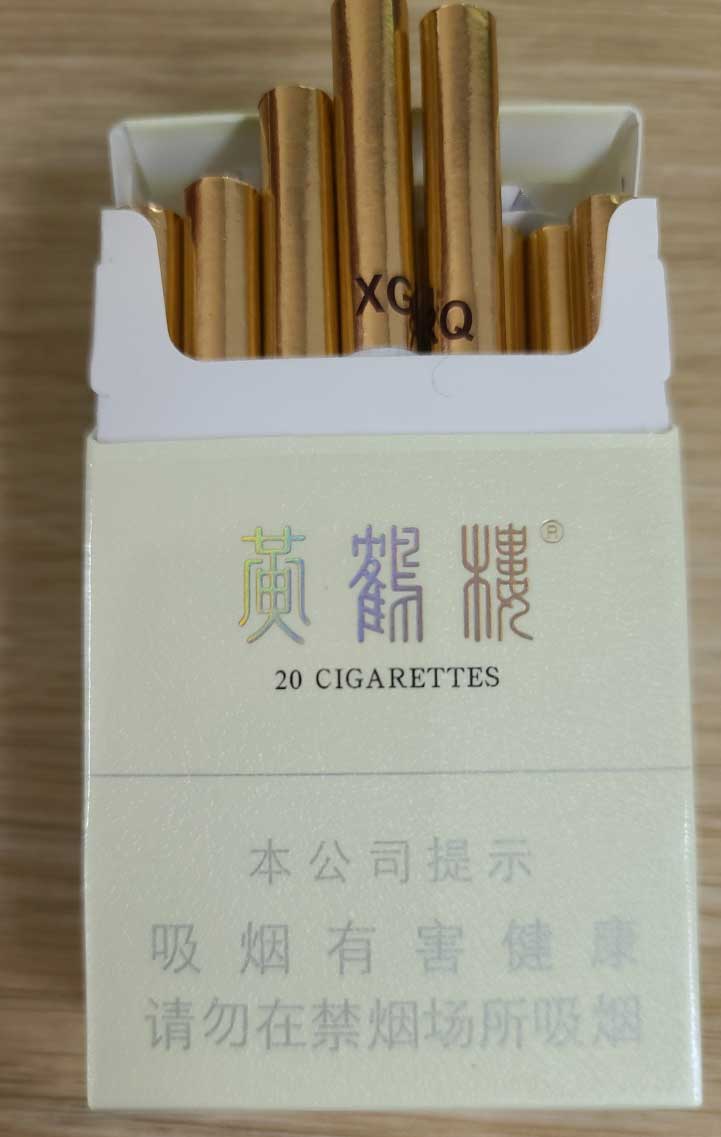 XG Q
黃鶴樓®
20 CIGARETTES
本公司提示
吸烟有害健康
请勿在禁烟场所吸烟